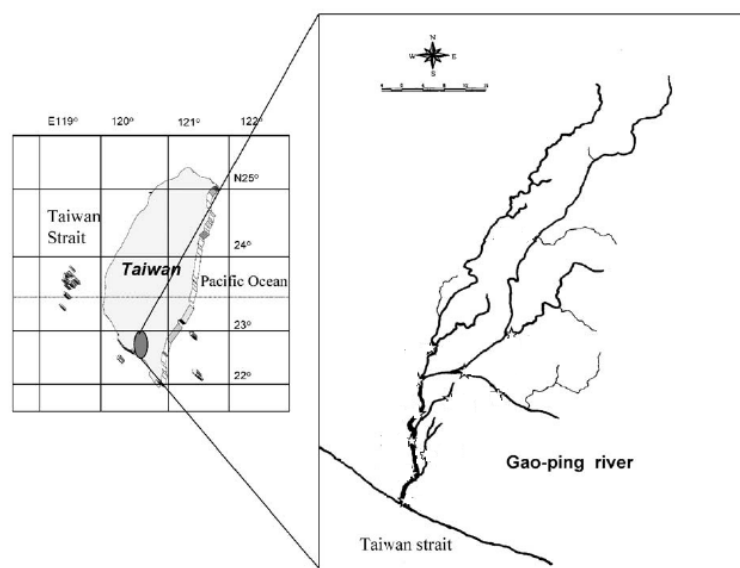 E119° 120° 121° 122°
N25°
Taiwan
Strait
24°
Taiwan
Pacific Ocean
23°
22°
N
W E
S
Gao-ping river
Taiwan strait